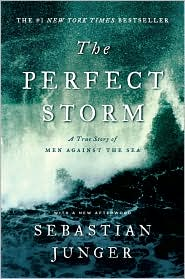 THE #1 NEW YORK TIMES BESTSELLER
The
PERFECT
STORM
A True Story of
MEN AGAINST THE SEA
WITH A NEW AFTERWORD
SEBASTIAN
JUNGER